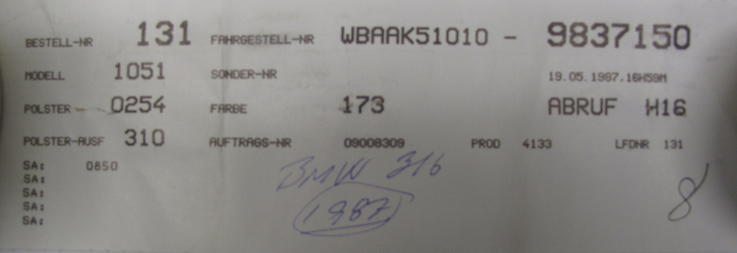 BESTELL-NR 131 FAHRGESTELL-NR WBAAK51010 - 9837150
MODELL 1051 SONDER-NR 19.05.1987.16H59M
POLSTER 0254 FARBE 173 ABRUF H16
POLSTER-AUSF 310 AUFTRAGS-NR 09008309 PROD 4133 LFDNR 131
SA: 0850
SA:
SA:
SA:
SA:
BMW 316
1987
8